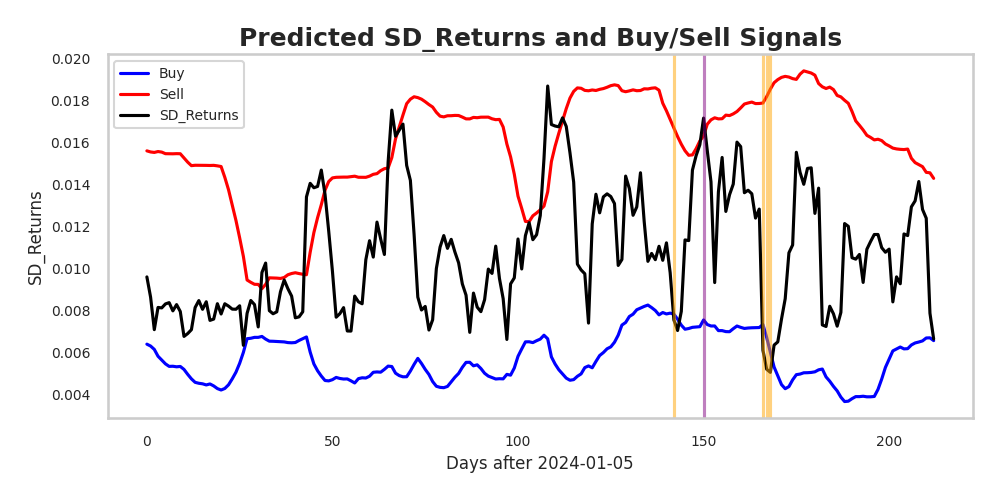 Predicted SD_Returns and Buy/Sell Signals
Buy
Sell
SD_Returns
SD_Returns
0.020
0.018
0.016
0.014
0.012
0.010
0.008
0.006
0.004
0 50 100 150 200
Days after 2024-01-05